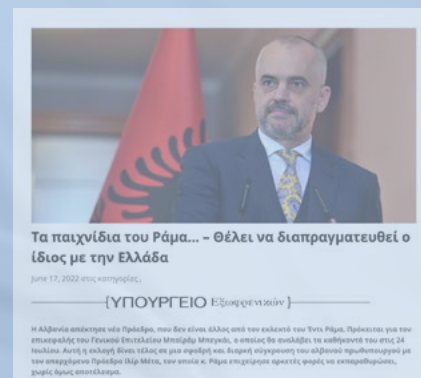 Τα παιχνίδια του Ράμα... – Θέλει να διαπραγματευθεί ο
ίδιος με την Ελλάδα
June 17, 2022 στις κατηγορίες ,
{ΥΠΟΥΡΓΕΙΟ Εξωφρενικών}
Η Αλβανία απέκτησε νέο Πρόεδρο, που δεν είναι άλλος από τον εκλεκτό του Έντι Ράμα. Πρόκειται για τον
επικεφαλής του Γενικού Επιτελείου Μπαϊράμ Μπεγκάι, ο οποίος θα αναλάβει τα καθήκοντά του στις 24
Ιουλίου. Αυτή η εκλογή δίνει τέλος σε μια σφοδρή και διαρκή σύγκρουση του αλβανού πρωθυπουργού με
τον απερχόμενο Πρόεδρο Ιλίρ Μέτα, τον οποίο κ. Ράμα επιχείρησε αρκετές φορές να εκπαραθυρώσει,
χωρίς όμως αποτέλεσμα.